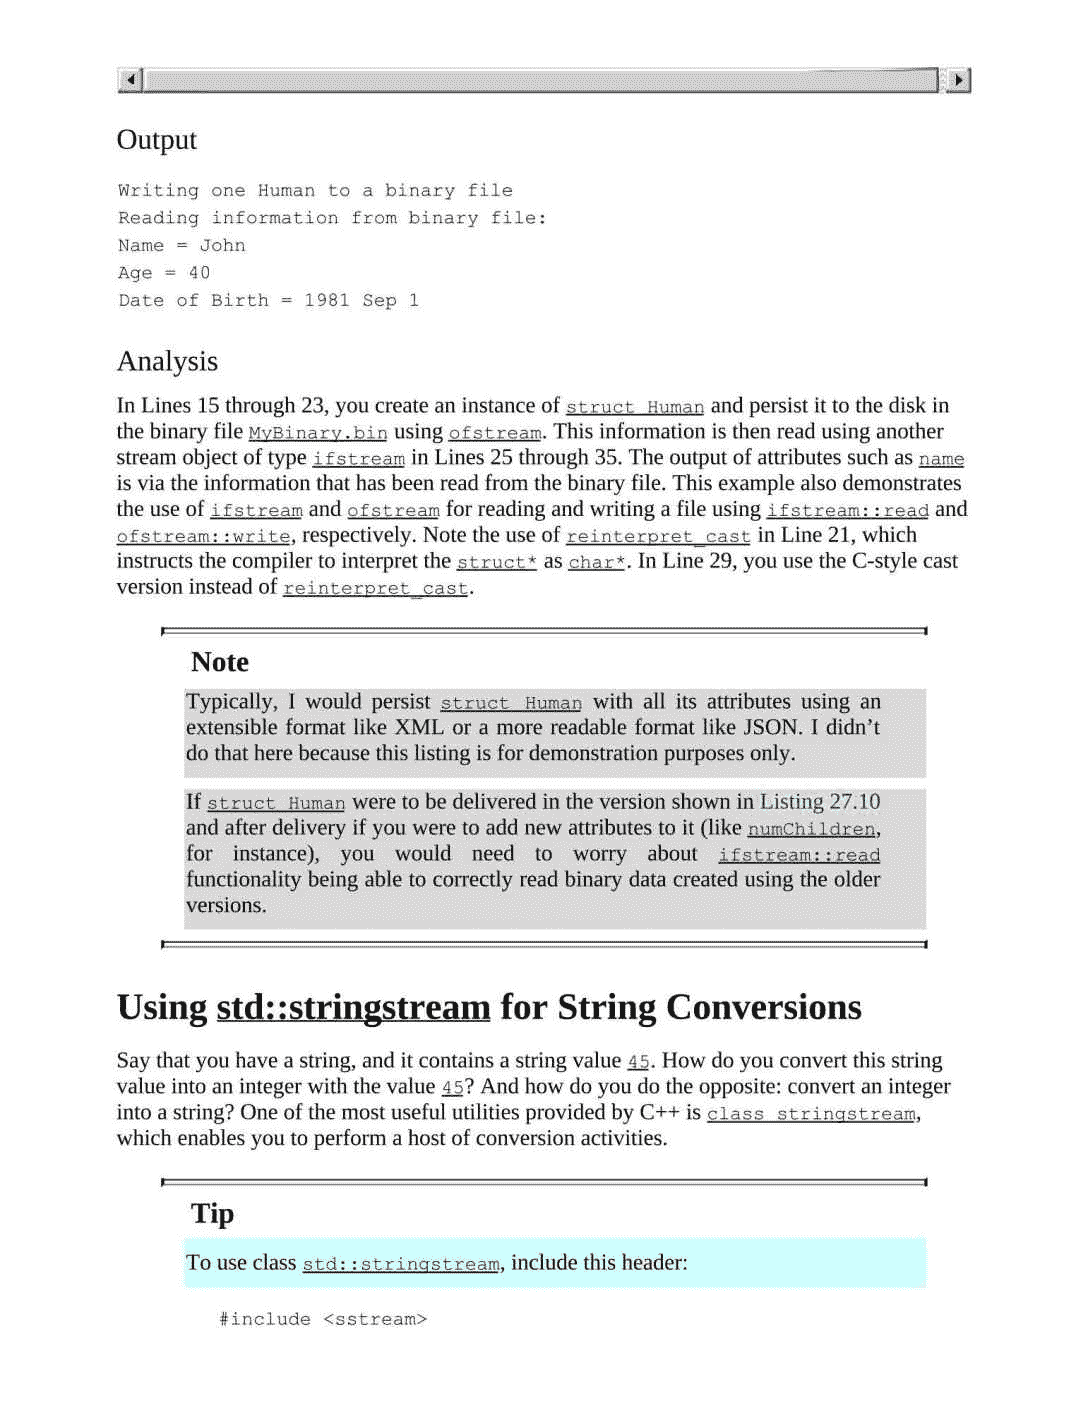 Output
Writing one Human to a binary file
Reading information from binary file:
Name = John
Age = 40
Date of Birth = 1981 Sep 1
Analysis
In Lines 15 through 23, you create an instance of struct Human and persist it to the disk in
the binary file MyBinary.bin using ofstream. This information is then read using another
stream object of type ifstream in Lines 25 through 35. The output of attributes such as name
is via the information that has been read from the binary file. This example also demonstrates
the use of ifstream and ofstream for reading and writing a file using ifstream::read and
ofstream::write, respectively. Note the use of reinterpret_cast in Line 21, which
instructs the compiler to interpret the struct* as char*. In Line 29, you use the C-style cast
version instead of reinterpret_cast.
Note
Typically, I would persist struct Human with all its attributes using an
extensible format like XML or a more readable format like JSON. I didn’t
do that here because this listing is for demonstration purposes only.
If struct Human were to be delivered in the version shown in Listing 27.10
and after delivery if you were to add new attributes to it (like numChildren,
for instance), you would need to worry about ifstream::read
functionality being able to correctly read binary data created using the older
versions.
Using std::stringstream for String Conversions
Say that you have a string, and it contains a string value 45. How do you convert this string
value into an integer with the value 45? And how do you do the opposite: convert an integer
into a string? One of the most useful utilities provided by C++ is class stringstream,
which enables you to perform a host of conversion activities.
Tip
To use class std::stringstream, include this header:
#include <sstream>